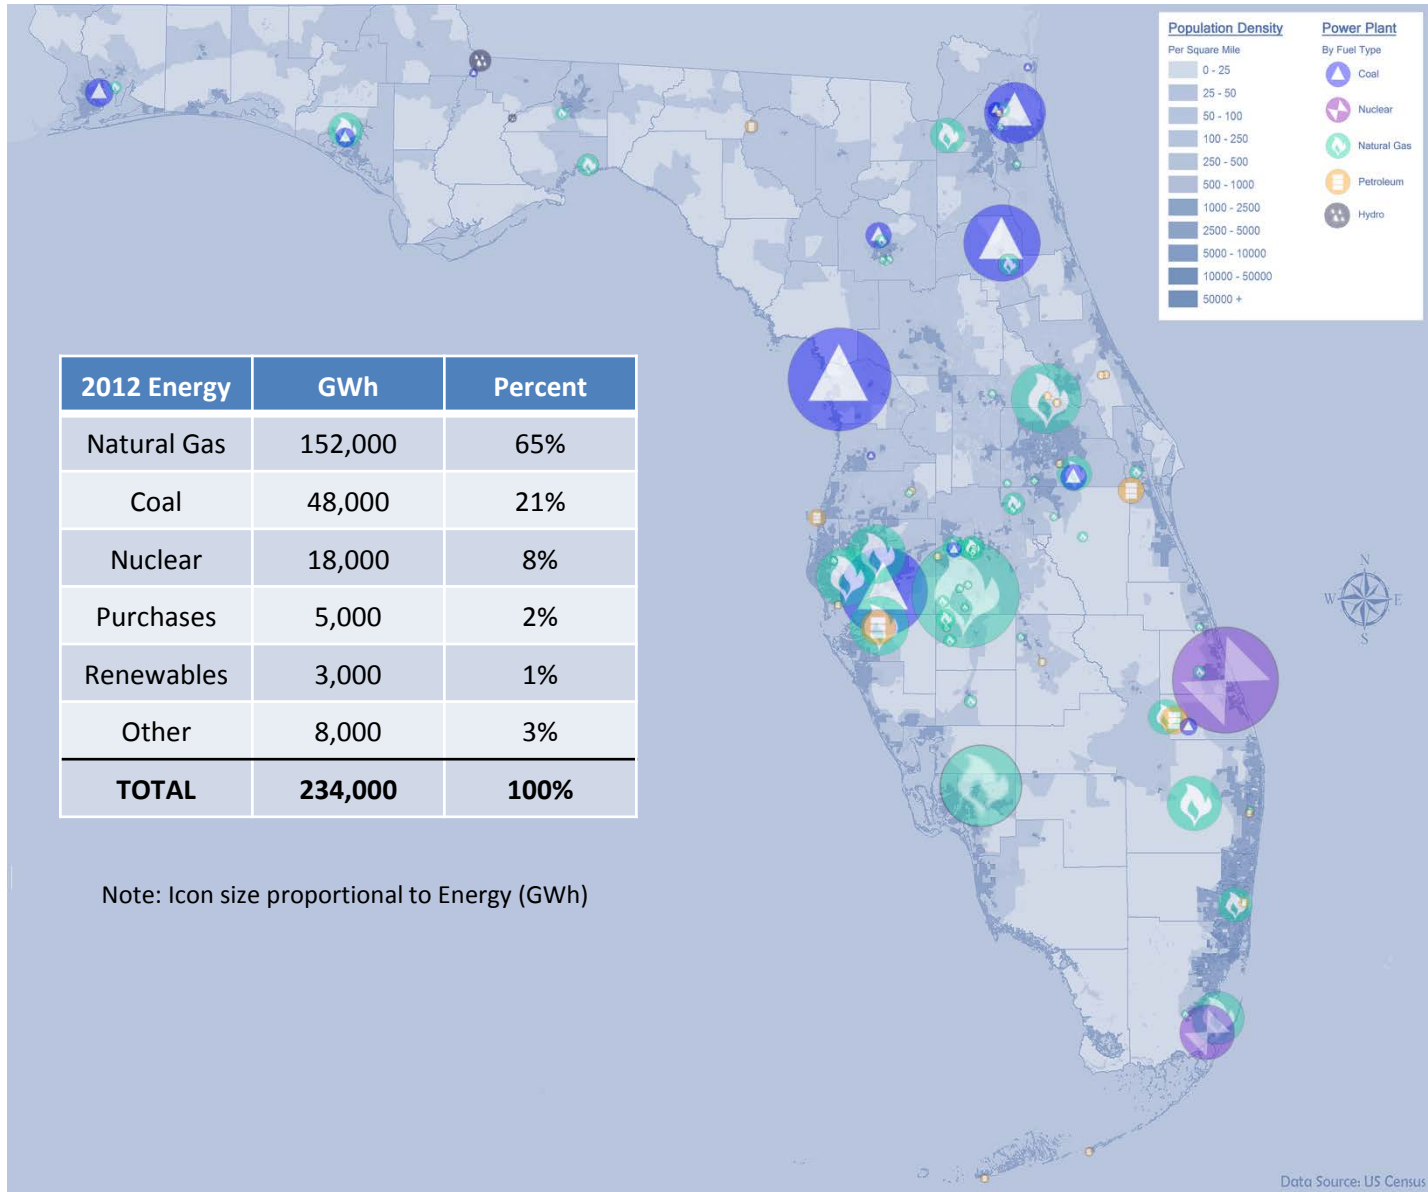 Population Density
Per Square Mile
0 - 25
25 - 50
50 - 100
100 - 250
250 - 500
500 - 1000
1000 - 2500
2500 - 5000
5000 - 10000
10000 - 50000
50000 +
Power Plant
By Fuel Type
Coal
Nuclear
Natural Gas
Petroleum
Hydro
2012 Energy GWh Percent
Natural Gas 152,000 65%
Coal 48,000 21%
Nuclear 18,000 8%
Purchases 5,000 2%
Renewables 3,000 1%
Other 8,000 3%
TOTAL 234,000 100%
N
W E
S
Note: Icon size proportional to Energy (GWh)
Data Source: US Census